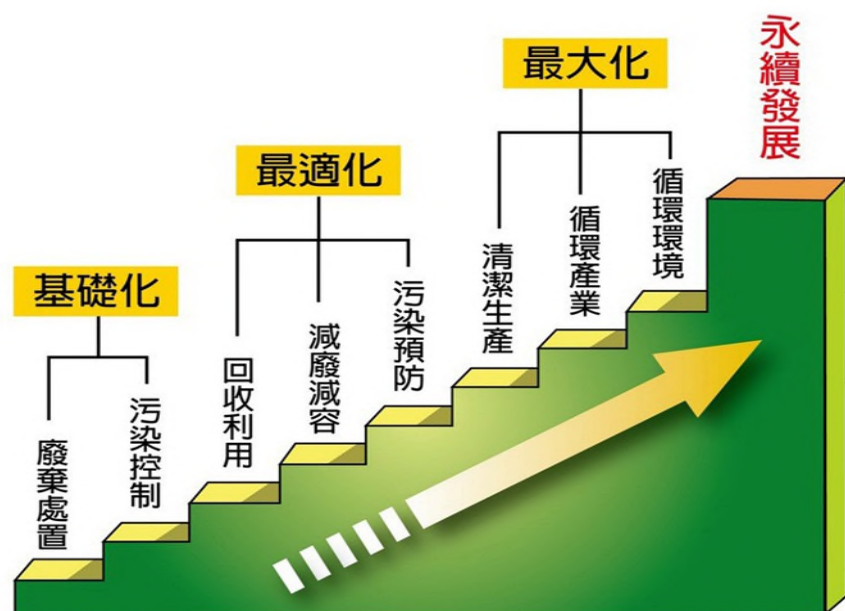 基礎化
廢棄處置
污染控制
最適化
回收利用
減廢減容
污染預防
最大化
清潔生產
循環產業
循環環境
永續發展